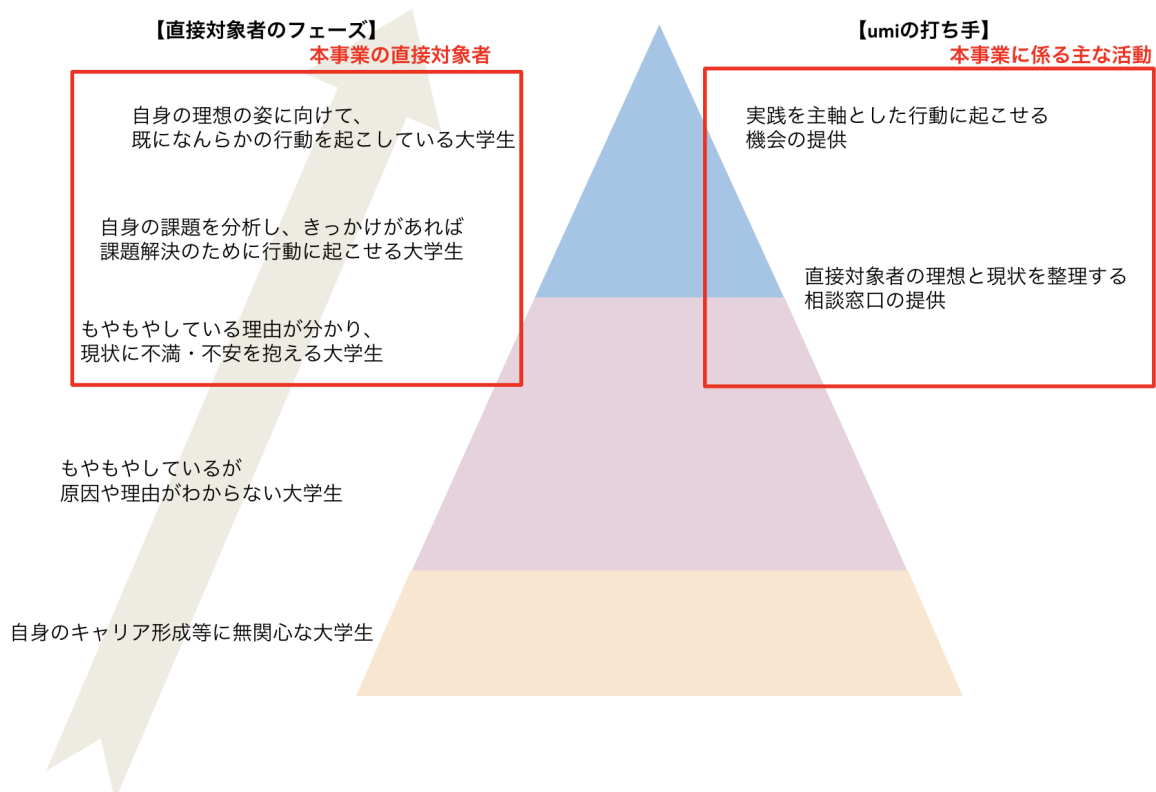 【直接対象者のフェーズ】
本事業の直接対象者
自身の理想の姿に向けて、
既になんらかの行動を起こしている大学生
自身の課題を分析し、きっかけがあれば
課題解決のために行動に起こせる大学生
もやもやしている理由が分かり、
現状に不満・不安を抱える大学生
もやもやしているが
原因や理由がわからない大学生
自身のキャリア形成等に無関心な大学生
【umiの打ち手】
本事業に係る主な活動
実践を主軸とした行動に起こせる
機会の提供
直接対象者の理想と現状を整理する
相談窓口の提供